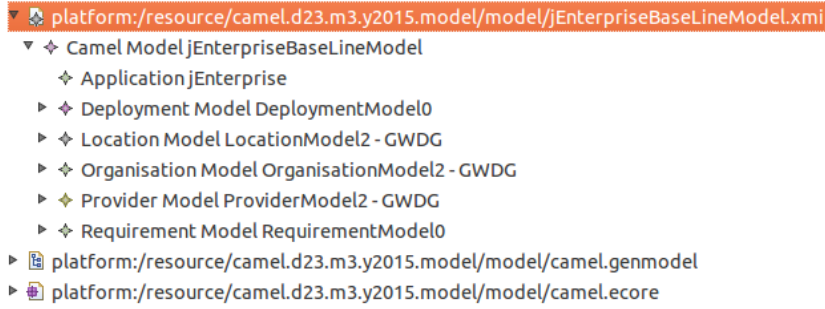 platform:/resource/camel.d23.m3.y2015.model/model/jEnterpriseBaseLineModel.xmi
Camel Model jEnterpriseBaseLineModel
Application jEnterprise
Deployment Model DeploymentModel0
Location Model LocationModel2 - GWDG
Organisation Model OrganisationModel2 - GWDG
Provider Model ProviderModel2 - GWDG
Requirement Model RequirementModel0
platform:/resource/camel.d23.m3.y2015.model/model/camel.genmodel
platform:/resource/camel.d23.m3.y2015.model/model/camel.ecore